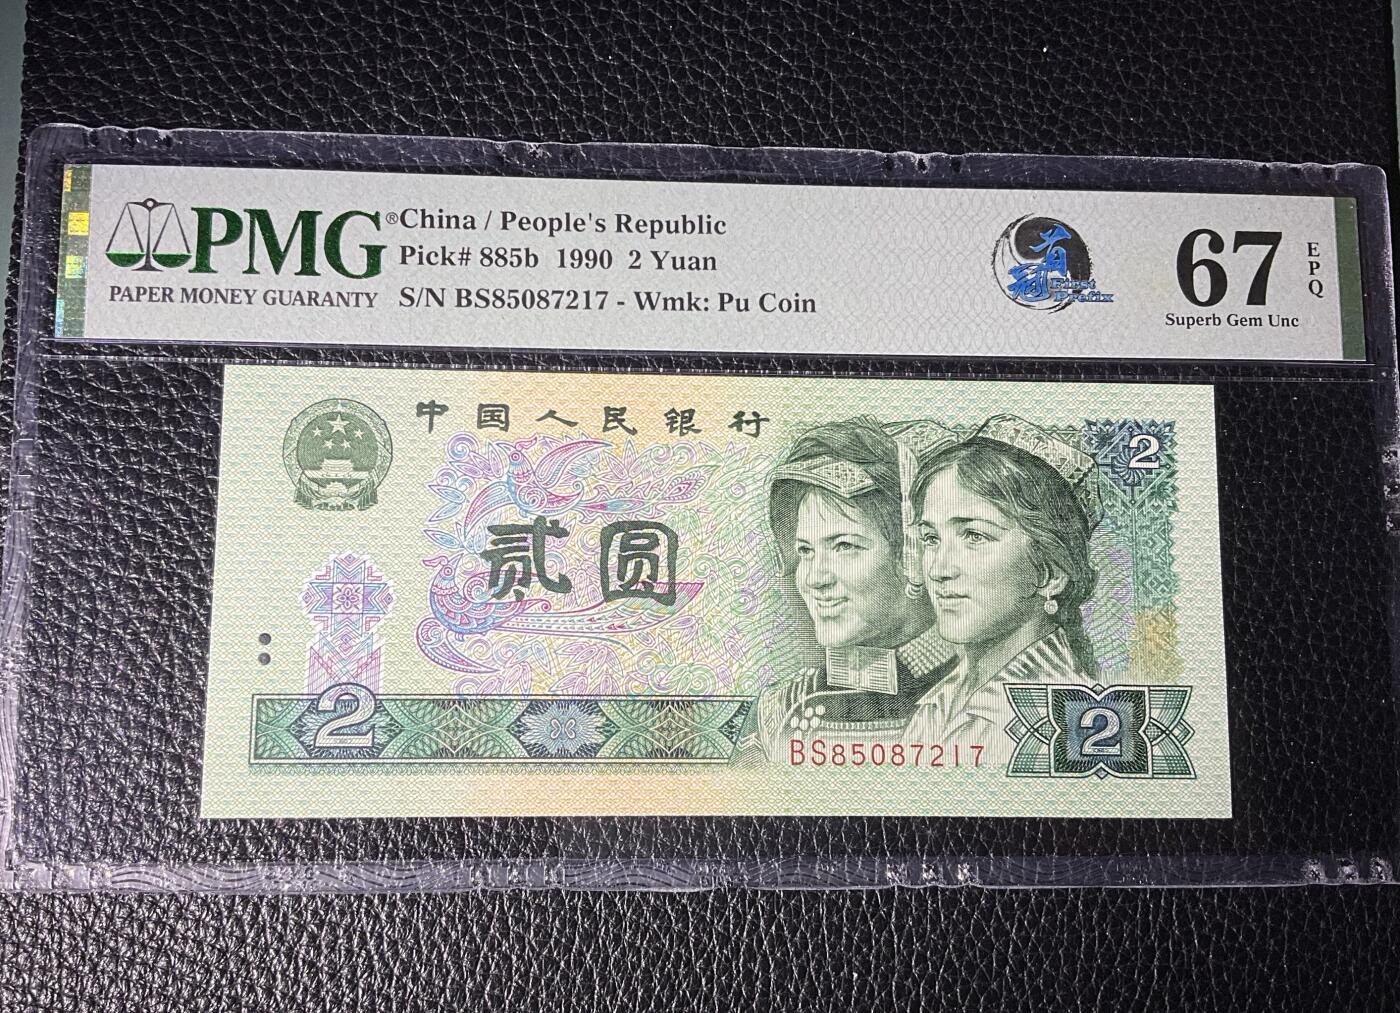 PMG®
PAPER MONEY GUARANTY
China / People's Republic
Pick# 885b 1990 2 Yuan
S/N BS85087217 - Wmk: Pu Coin
首冠
First
Prefix
67
EPQ
Superb Gem Unc
中国人民银行
2
贰圆
2
2
BS85087217